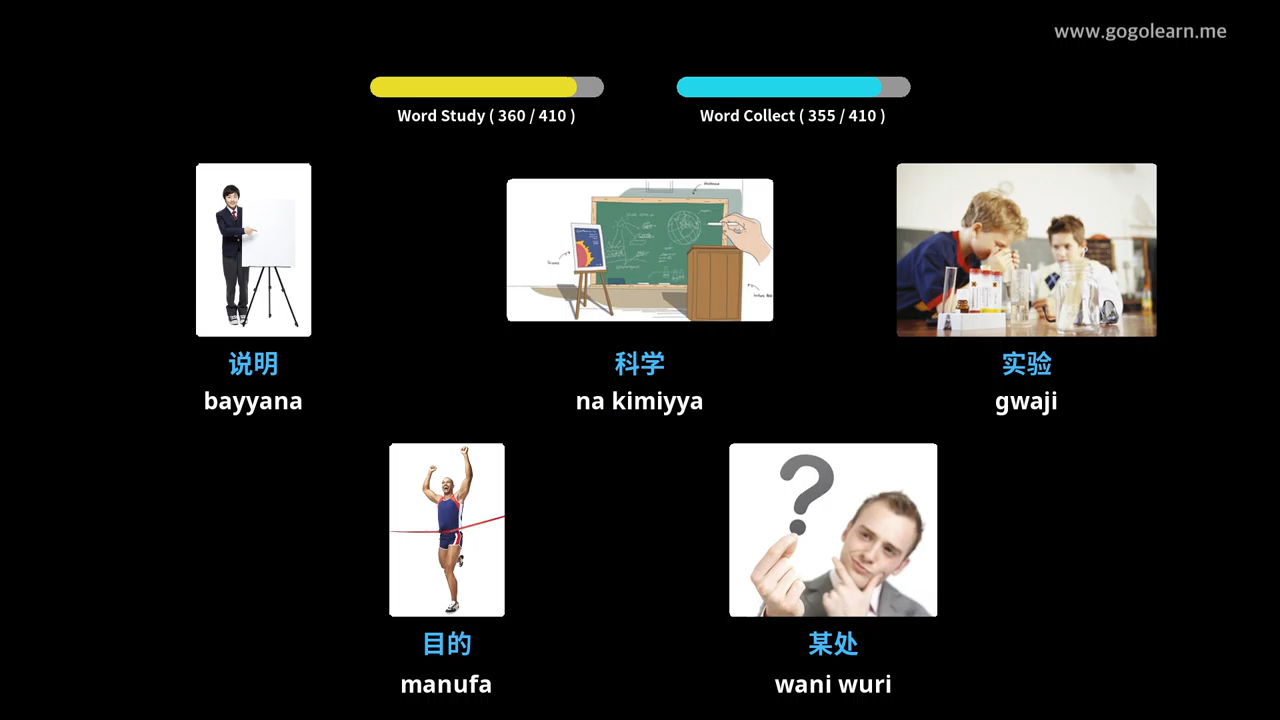 www.gogolearn.me
Word Study ( 360 / 410 )
Word Collect ( 355 / 410 )
说明
bayyana
科学
na kimiyya
实验
gwaji
目的
manufa
某处
wani wuri